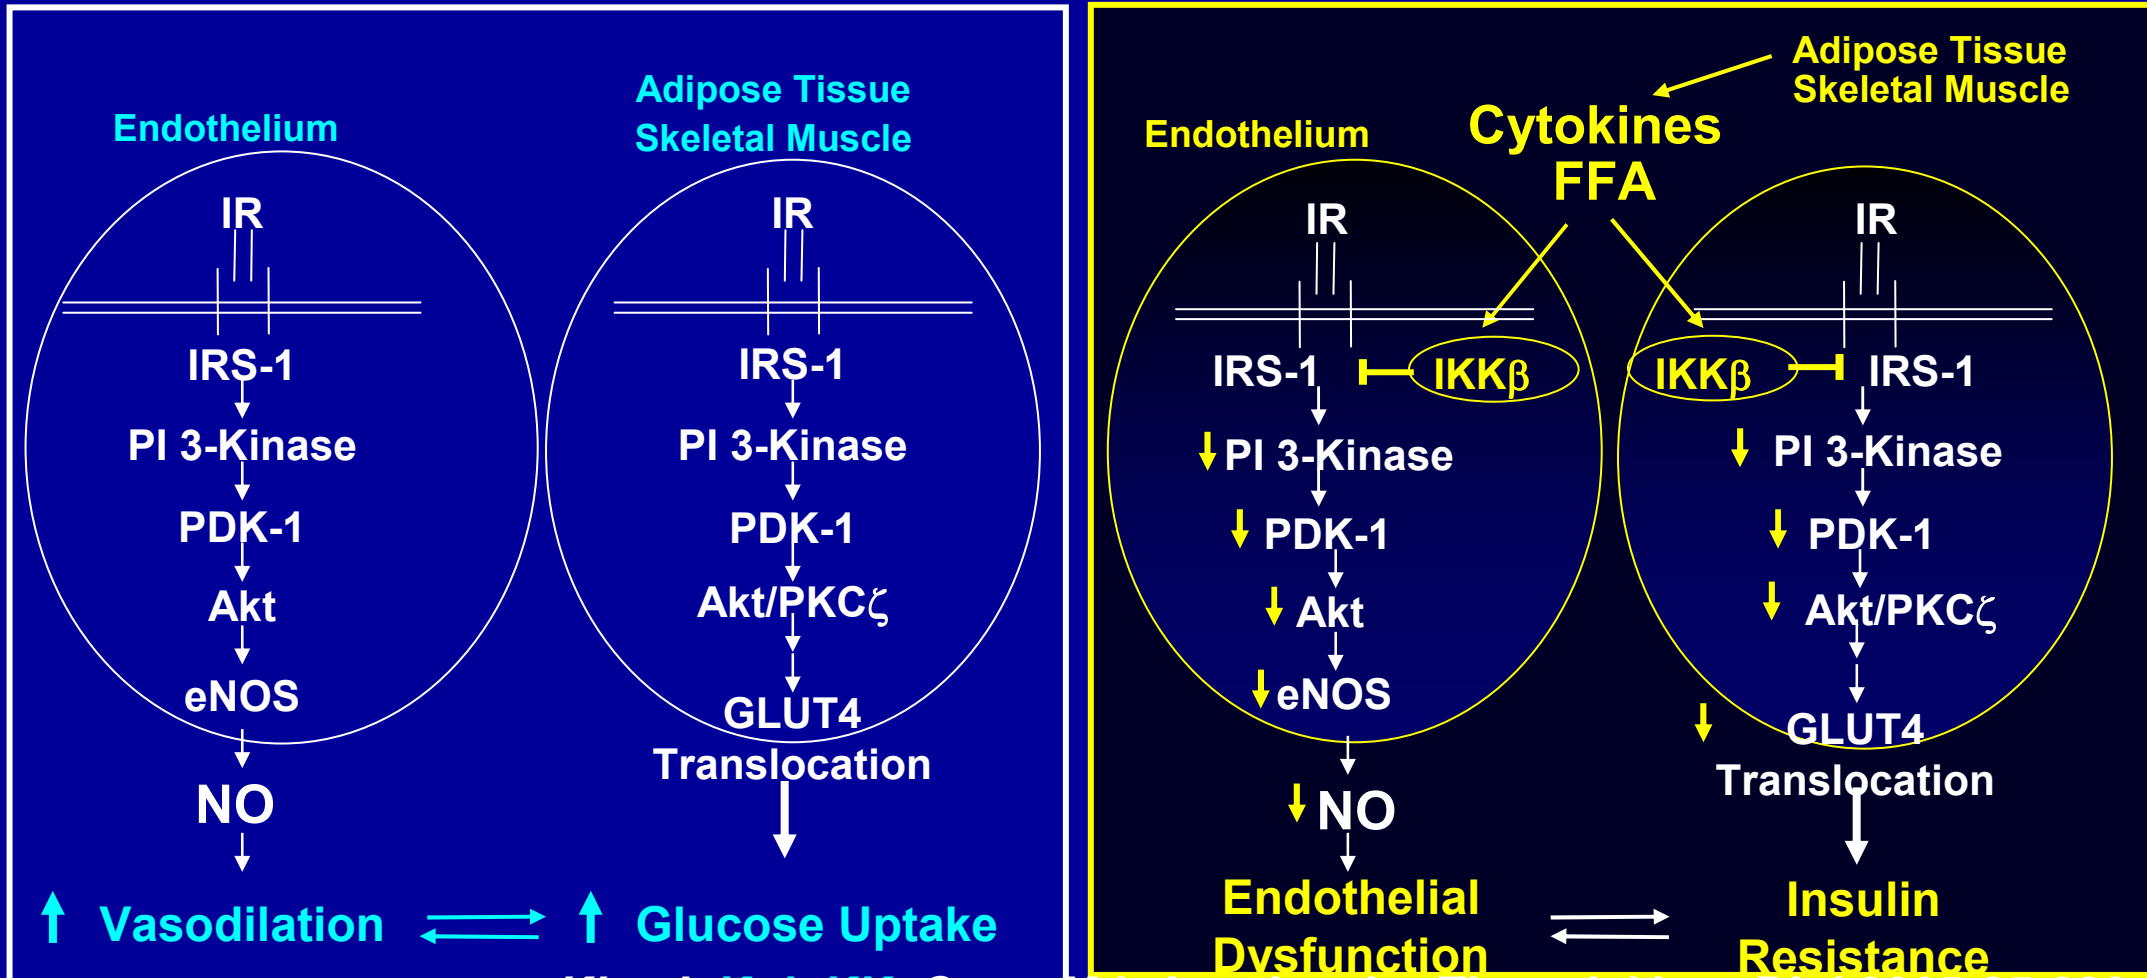 Endothelium
Adipose Tissue
Skeletal Muscle
IR
IRS-1
PI 3-Kinase
PDK-1
Akt
eNOS
NO
↑ Vasodilation
IR
IRS-1
PI 3-Kinase
PDK-1
Akt/PKCζ
GLUT4
Translocation
↑ Glucose Uptake
Adipose Tissue
Skeletal Muscle
Cytokines
FFA
Endothelium
IR
IRS-1
IKKβ
↓ PI 3-Kinase
↓ PDK-1
↓ Akt
↓ eNOS
↓ NO
Endothelial
Dysfunction
IR
IKKβ
IRS-1
↓ PI 3-Kinase
↓ PDK-1
↓ Akt/PKCζ
↓ GLUT4
Translocation
Insulin
Resistance